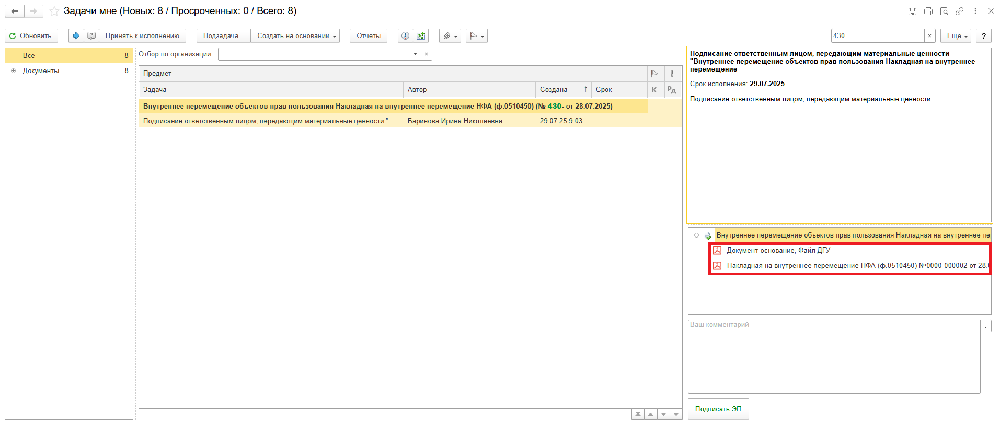 Задачи мне (Новых: 8 / Просроченных: 0 / Всего: 8)
Обновить
Принять к исполнению
Подзадача...
Создать на основании
Отчеты
430
×
Еще
?
Все 8
Документы 8
Отбор по организации:
×
Предмет
Задача Автор Создана ↑ Срок К Рд
Внутреннее перемещение объектов прав пользования Накладная на внутреннее перемещение НФА (ф.0510450) (№ 430- от 28.07.2025)
Подписание ответственным лицом, передающим материальные ценности "... Баринова Ирина Николаевна 29.07.25 9:03
Подписание ответственным лицом, передающим материальные ценности
"Внутреннее перемещение объектов прав пользования Накладная на внутреннее
перемещение
Срок исполнения: 29.07.2025
Подписание ответственным лицом, передающим материальные ценности
Внутреннее перемещение объектов прав пользования Накладная на внутреннее
Документ-основание, Файл ДГУ
Накладная на внутреннее перемещение НФА (ф.0510450) №0000-000002 от 28.
Ваш комментарий
...
Подписать ЭП